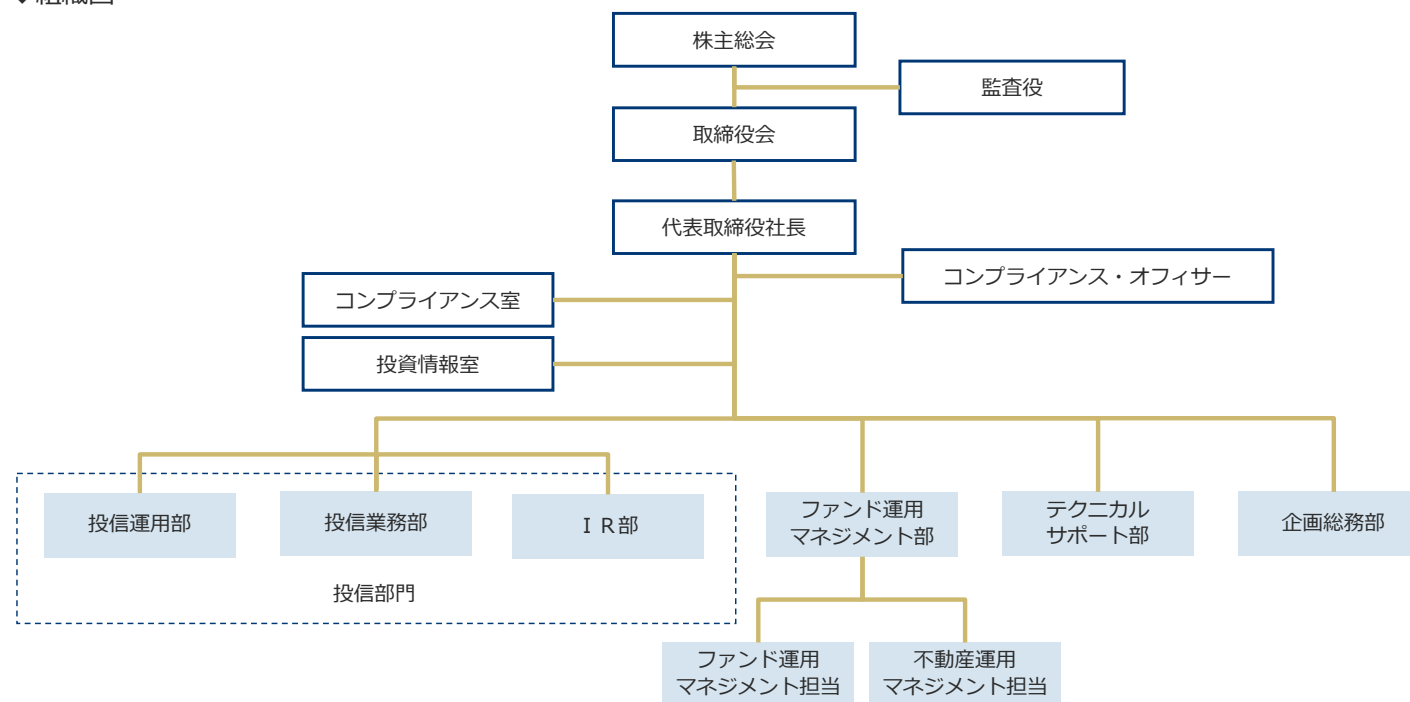 組織図
株主総会
監査役
取締役会
代表取締役社長
コンプライアンス・オフィサー
コンプライアンス室
投資情報室
投信運用部
投信業務部
ＩＲ部
ファンド運用
マネジメント部
テクニカル
サポート部
企画総務部
投信部門
ファンド運用
マネジメント担当
不動産運用
マネジメント担当